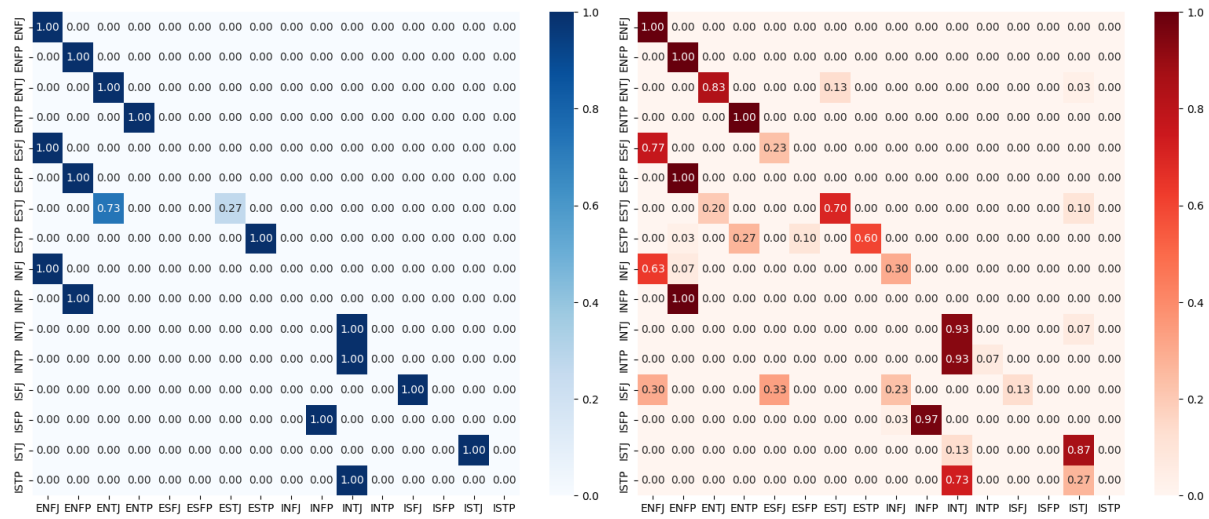 ENFJ 1.00 0.00 0.00 0.00 0.00 0.00 0.00 0.00 0.00 0.00 0.00 0.00 0.00 0.00 0.00 0.00
ENFP 0.00 1.00 0.00 0.00 0.00 0.00 0.00 0.00 0.00 0.00 0.00 0.00 0.00 0.00 0.00 0.00
ENTJ 0.00 0.00 1.00 0.00 0.00 0.00 0.00 0.00 0.00 0.00 0.00 0.00 0.00 0.00 0.00 0.00
ENTP 0.00 0.00 0.00 1.00 0.00 0.00 0.00 0.00 0.00 0.00 0.00 0.00 0.00 0.00 0.00 0.00
ESFJ 1.00 0.00 0.00 0.00 0.00 0.00 0.00 0.00 0.00 0.00 0.00 0.00 0.00 0.00 0.00 0.00
ESFP 0.00 1.00 0.00 0.00 0.00 0.00 0.00 0.00 0.00 0.00 0.00 0.00 0.00 0.00 0.00 0.00
ESTJ 0.00 0.00 0.73 0.00 0.00 0.00 0.27 0.00 0.00 0.00 0.00 0.00 0.00 0.00 0.00 0.00
ESTP 0.00 0.00 0.00 0.00 0.00 0.00 0.00 1.00 0.00 0.00 0.00 0.00 0.00 0.00 0.00 0.00
INFJ 1.00 0.00 0.00 0.00 0.00 0.00 0.00 0.00 0.00 0.00 0.00 0.00 0.00 0.00 0.00 0.00
INFP 0.00 1.00 0.00 0.00 0.00 0.00 0.00 0.00 0.00 0.00 0.00 0.00 0.00 0.00 0.00 0.00
INTJ 0.00 0.00 0.00 0.00 0.00 0.00 0.00 0.00 0.00 0.00 1.00 0.00 0.00 0.00 0.00 0.00
INTP 0.00 0.00 0.00 0.00 0.00 0.00 0.00 0.00 0.00 0.00 1.00 0.00 0.00 0.00 0.00 0.00
ISFJ 0.00 0.00 0.00 0.00 0.00 0.00 0.00 0.00 0.00 0.00 0.00 0.00 1.00 0.00 0.00 0.00
ISFP 0.00 0.00 0.00 0.00 0.00 0.00 0.00 0.00 0.00 1.00 0.00 0.00 0.00 0.00 0.00 0.00
ISTJ 0.00 0.00 0.00 0.00 0.00 0.00 0.00 0.00 0.00 0.00 0.00 0.00 0.00 0.00 1.00 0.00
ISTP 0.00 0.00 0.00 0.00 0.00 0.00 0.00 0.00 0.00 0.00 1.00 0.00 0.00 0.00 0.00 0.00
ENFJ ENFP ENTJ ENTP ESFJ ESFP ESTJ ESTP INFJ INFP INTJ INTP ISFJ ISFP ISTJ ISTP
1.0
0.8
0.6
0.4
0.2
0.0
ENFJ 1.00 0.00 0.00 0.00 0.00 0.00 0.00 0.00 0.00 0.00 0.00 0.00 0.00 0.00 0.00 0.00
ENFP 0.00 1.00 0.00 0.00 0.00 0.00 0.00 0.00 0.00 0.00 0.00 0.00 0.00 0.00 0.00 0.00
ENTJ 0.00 0.00 0.83 0.00 0.00 0.00 0.13 0.00 0.00 0.00 0.00 0.00 0.00 0.00 0.03 0.00
ENTP 0.00 0.00 0.00 1.00 0.00 0.00 0.00 0.00 0.00 0.00 0.00 0.00 0.00 0.00 0.00 0.00
ESFJ 0.77 0.00 0.00 0.00 0.23 0.00 0.00 0.00 0.00 0.00 0.00 0.00 0.00 0.00 0.00 0.00
ESFP 0.00 1.00 0.00 0.00 0.00 0.00 0.00 0.00 0.00 0.00 0.00 0.00 0.00 0.00 0.00 0.00
ESTJ 0.00 0.00 0.20 0.00 0.00 0.00 0.70 0.00 0.00 0.00 0.00 0.00 0.00 0.00 0.10 0.00
ESTP 0.00 0.03 0.00 0.27 0.00 0.10 0.00 0.60 0.00 0.00 0.00 0.00 0.00 0.00 0.00 0.00
INFJ 0.63 0.07 0.00 0.00 0.00 0.00 0.00 0.00 0.30 0.00 0.00 0.00 0.00 0.00 0.00 0.00
INFP 0.00 1.00 0.00 0.00 0.00 0.00 0.00 0.00 0.00 0.00 0.00 0.00 0.00 0.00 0.00 0.00
INTJ 0.00 0.00 0.00 0.00 0.00 0.00 0.00 0.00 0.00 0.00 0.93 0.00 0.00 0.00 0.07 0.00
INTP 0.00 0.00 0.00 0.00 0.00 0.00 0.00 0.00 0.00 0.00 0.93 0.07 0.00 0.00 0.00 0.00
ISFJ 0.30 0.00 0.00 0.00 0.33 0.00 0.00 0.00 0.23 0.00 0.00 0.00 0.13 0.00 0.00 0.00
ISFP 0.00 0.00 0.00 0.00 0.00 0.00 0.00 0.00 0.03 0.97 0.00 0.00 0.00 0.00 0.00 0.00
ISTJ 0.00 0.00 0.00 0.00 0.00 0.00 0.00 0.00 0.00 0.00 0.13 0.00 0.00 0.00 0.87 0.00
ISTP 0.00 0.00 0.00 0.00 0.00 0.00 0.00 0.00 0.00 0.00 0.73 0.00 0.00 0.00 0.27 0.00
ENFJ ENFP ENTJ ENTP ESFJ ESFP ESTJ ESTP INFJ INFP INTJ INTP ISFJ ISFP ISTJ ISTP
1.0
0.8
0.6
0.4
0.2
0.0